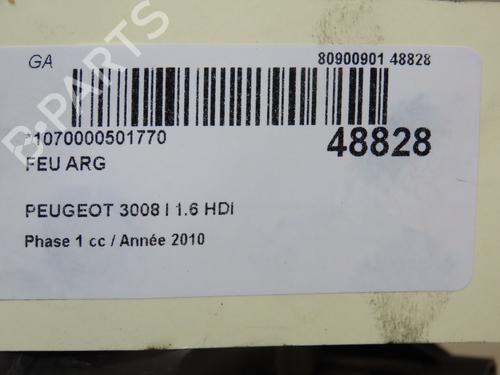 GA 80900901 48828
*1070000501770 48828
FEU ARG
PEUGEOT 3008 I 1.6 HDi
Phase 1 cc / Année 2010
B-PARTS